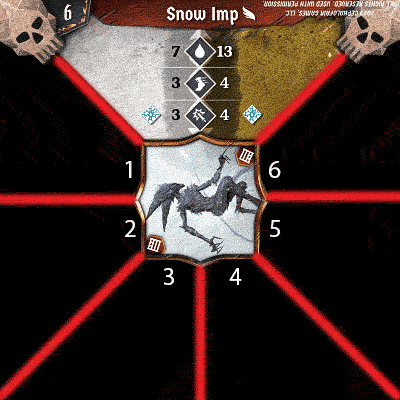 6
Snow Imp
2023 CEPHALOFAIR GAMES, LLC.
ALL RIGHTS RESERVED. USED WITH PERMISSION.
7 13
3 4
3 4
1 6
2 5
3 4